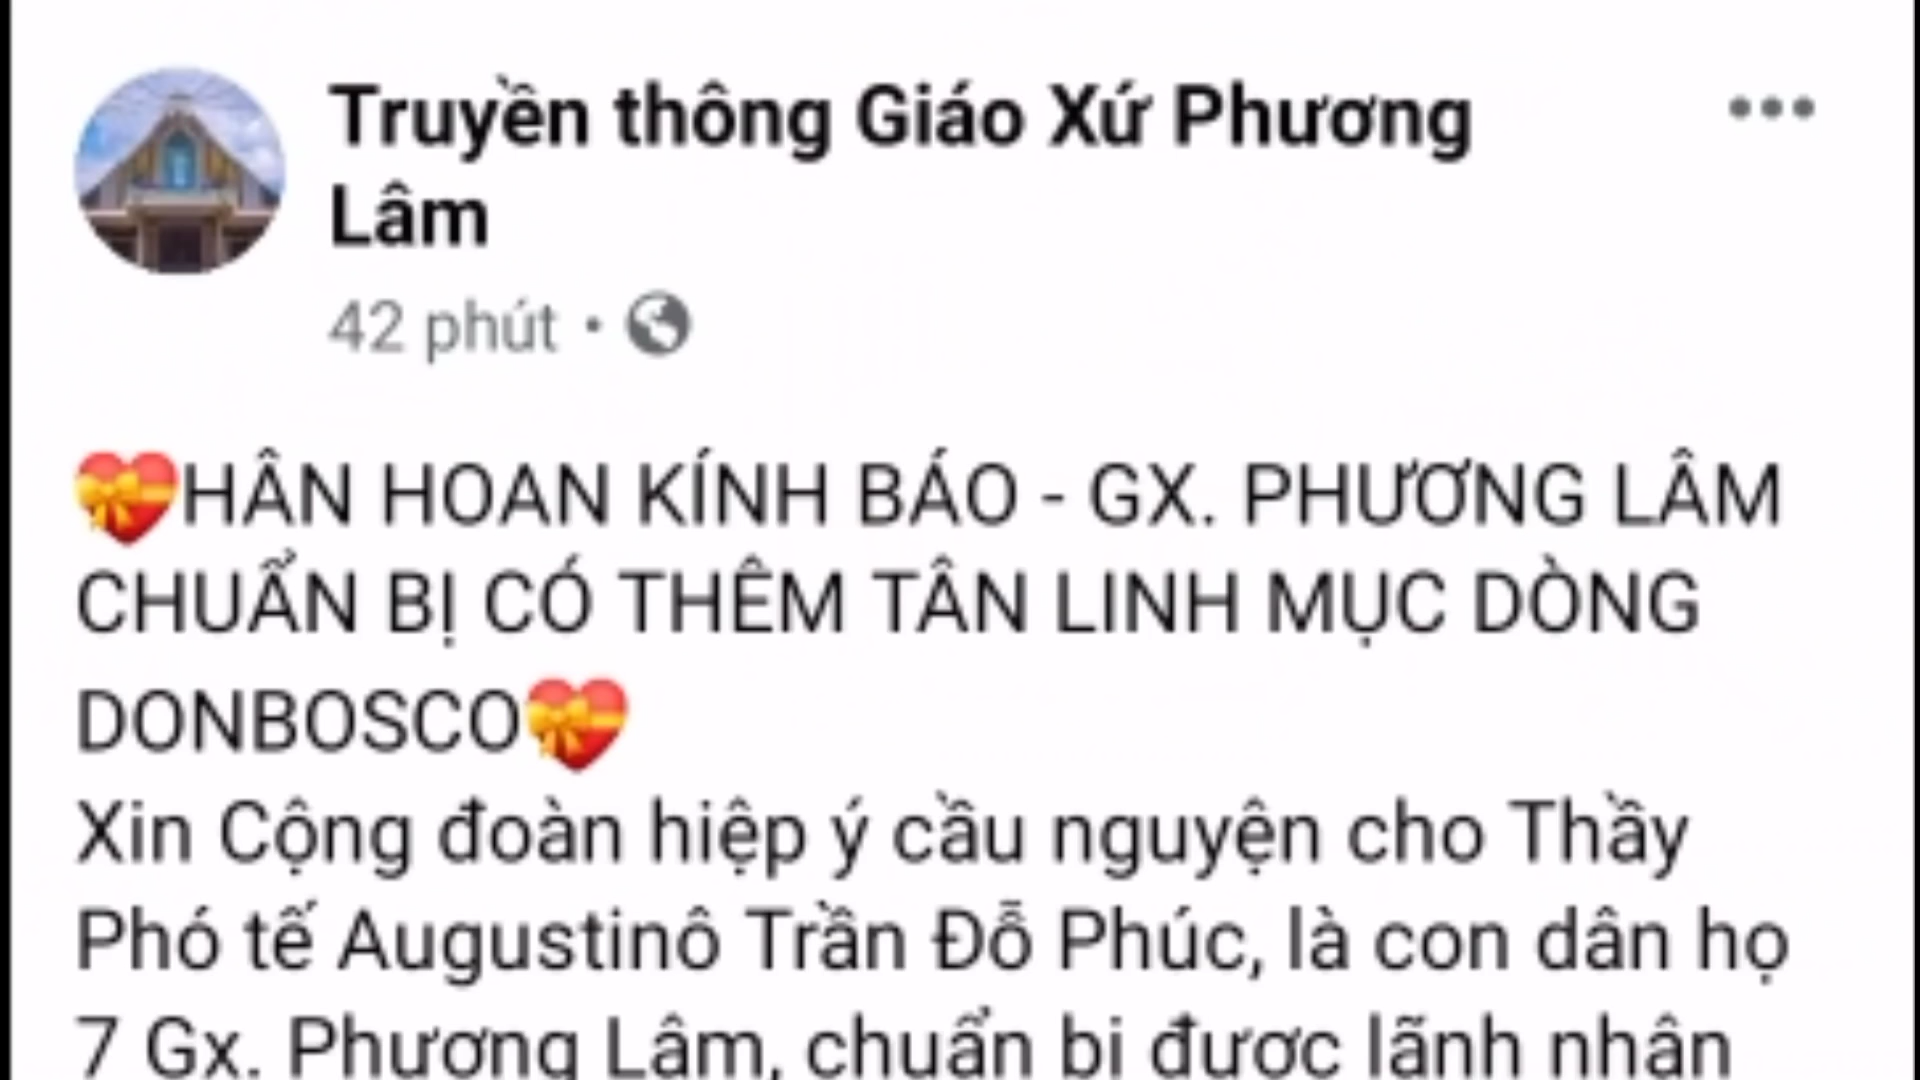 Truyền thông Giáo Xứ Phương
Lâm
42 phút ·
💝HÂN HOAN KÍNH BÁO - GX. PHƯƠNG LÂM
CHUẨN BỊ CÓ THÊM TÂN LINH MỤC DÒNG
DONBOSCO💝
Xin Cộng đoàn hiệp ý cầu nguyện cho Thầy
Phó tế Augustinô Trần Đỗ Phúc, là con dân họ
7 Gx. Phương Lâm, chuẩn bị được lãnh nhận